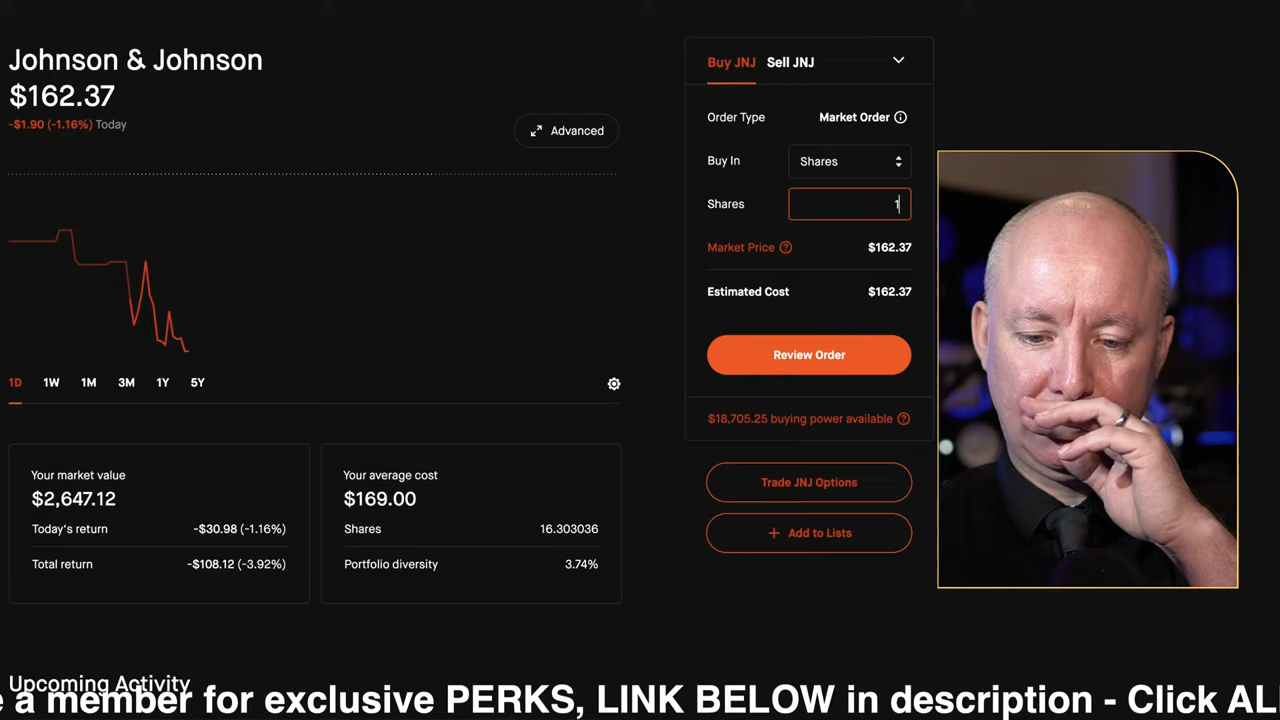 Johnson & Johnson
$162.37
-$1.90 (-1.16%) Today
Advanced
1D 1W 1M 3M 1Y 5Y
Your market value
$2,647.12
Today's return -$30.98 (-1.16%)
Total return -$108.12 (-3.92%)
Your average cost
$169.00
Shares 16.303036
Portfolio diversity 3.74%
Buy JNJ Sell JNJ
Order Type Market Order
Buy In Shares
Shares 1
Market Price $162.37
Estimated Cost $162.37
Review Order
$18,705.25 buying power available
Trade JNJ Options
+ Add to Lists
Upcoming Activity
a member for exclusive PERKS, LINK BELOW in description - Click